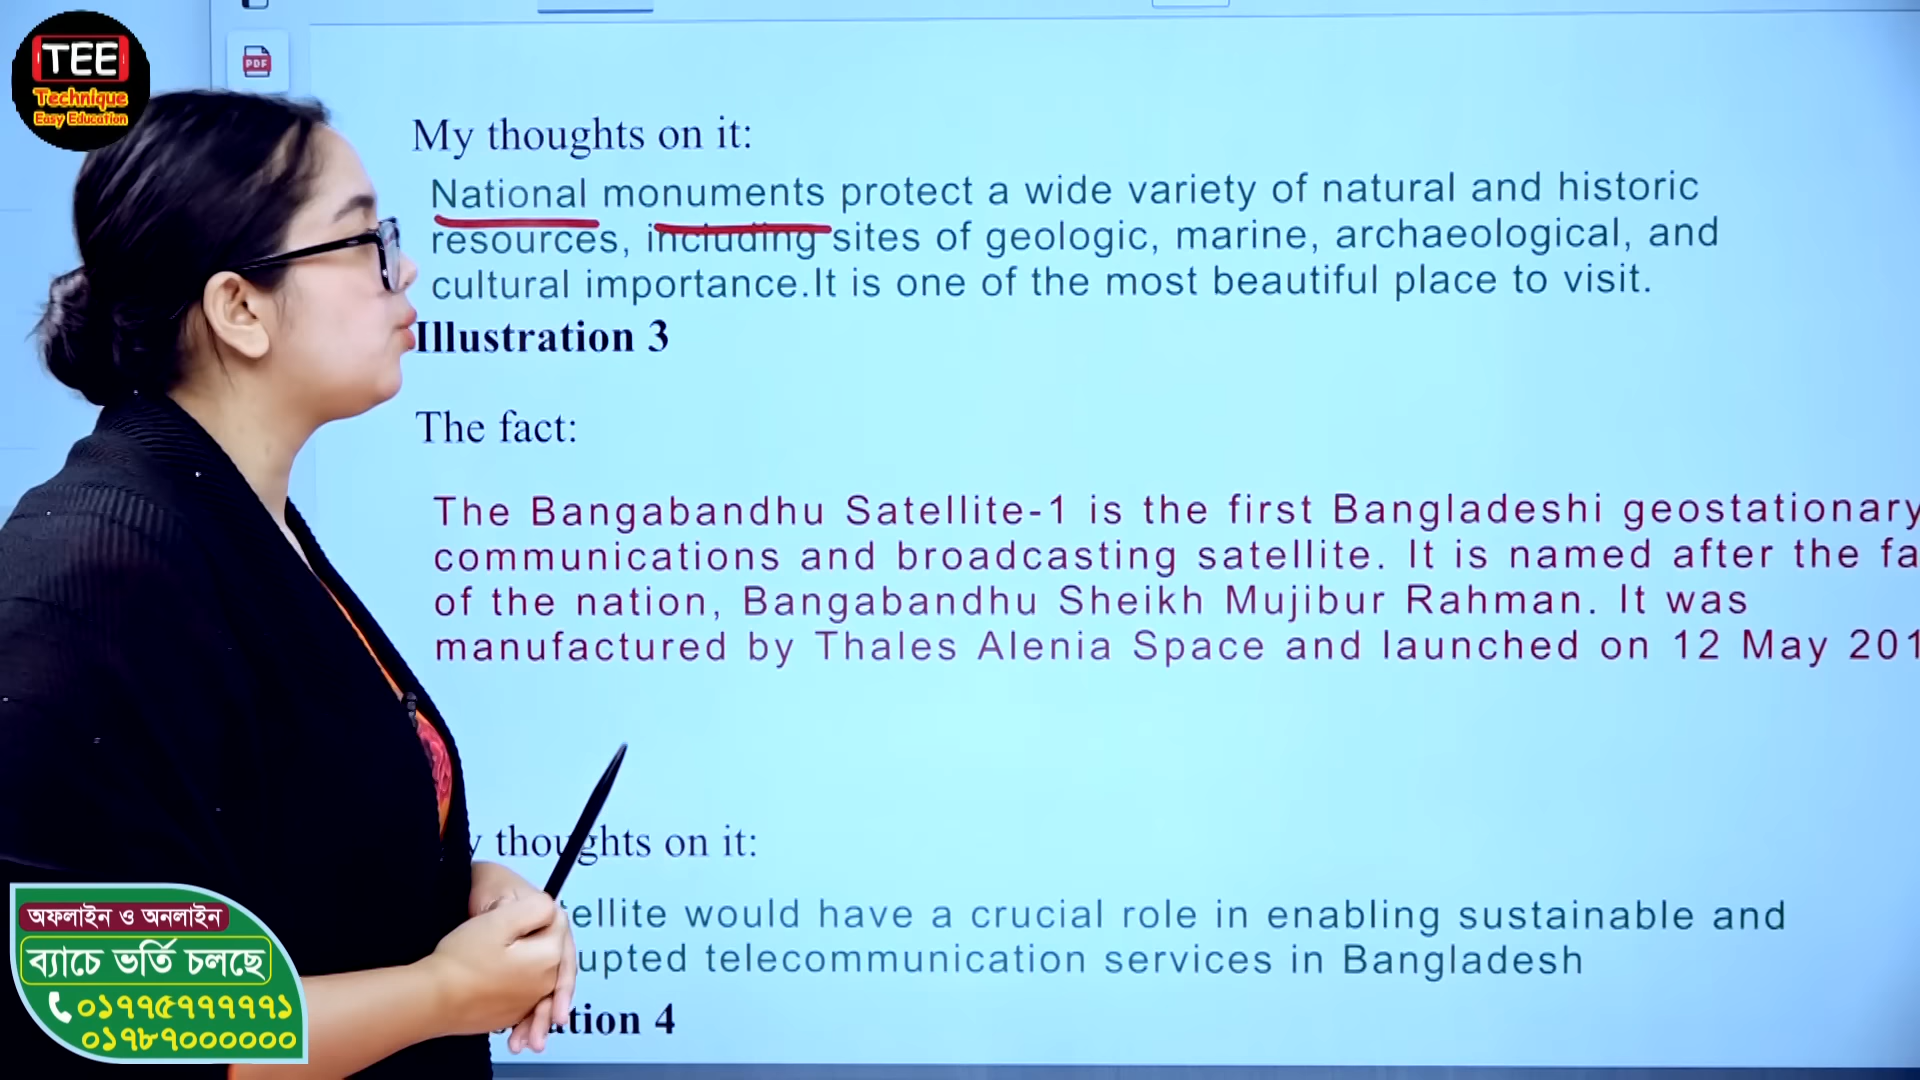 TEE
Technique
Easy Education
PDF
My thoughts on it:
National monuments protect a wide variety of natural and historic
resources, including sites of geologic, marine, archaeological, and
cultural importance.It is one of the most beautiful place to visit.
Illustration 3
The fact:
The Bangabandhu Satellite-1 is the first Bangladeshi geostationary
communications and broadcasting satellite. It is named after the fa
of the nation, Bangabandhu Sheikh Mujibur Rahman. It was
manufactured by Thales Alenia Space and launched on 12 May 201
y thoughts on it:
ellite would have a crucial role in enabling sustainable and
upted telecommunication services in Bangladesh
ation 4
অফলাইন ও অনলাইন
ব্যাচে ভর্তি চলছে
০১৭৭৫৭৭৭৭৭১
০১৭৮৭০০০০০০